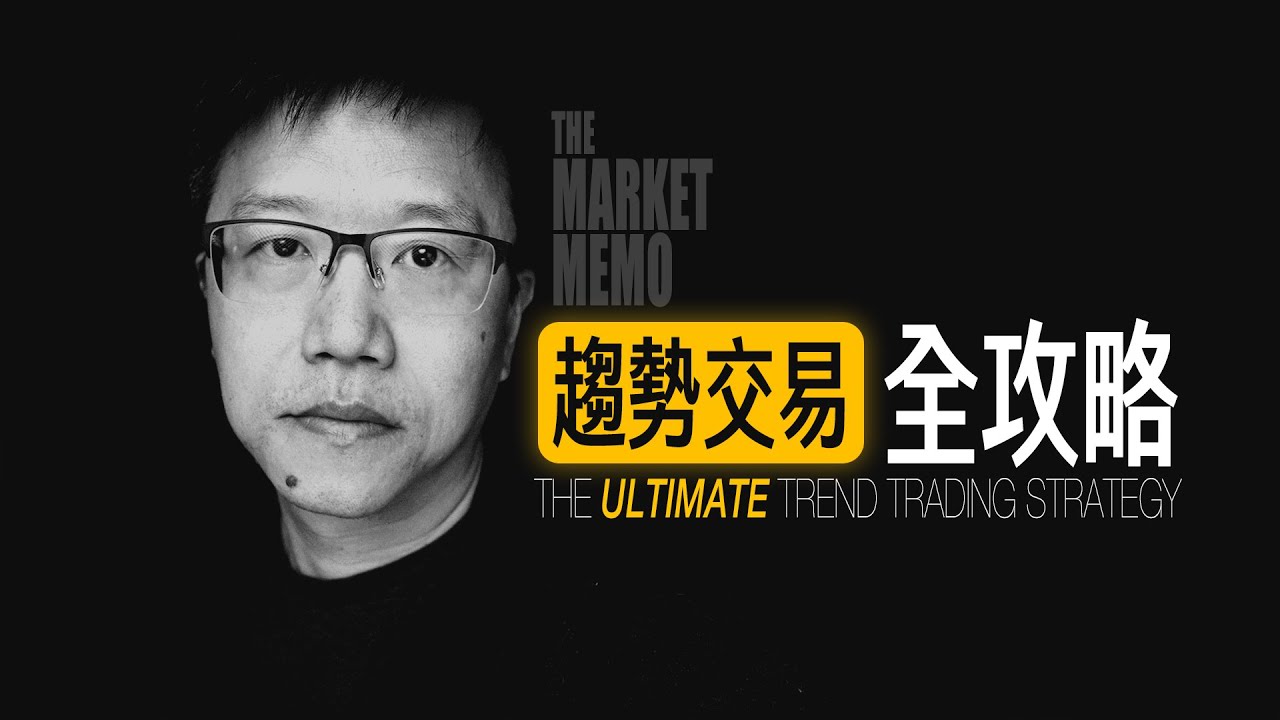 THE
MARKET
MEMO
趨勢交易 全攻略
THE ULTIMATE TREND TRADING STRATEGY